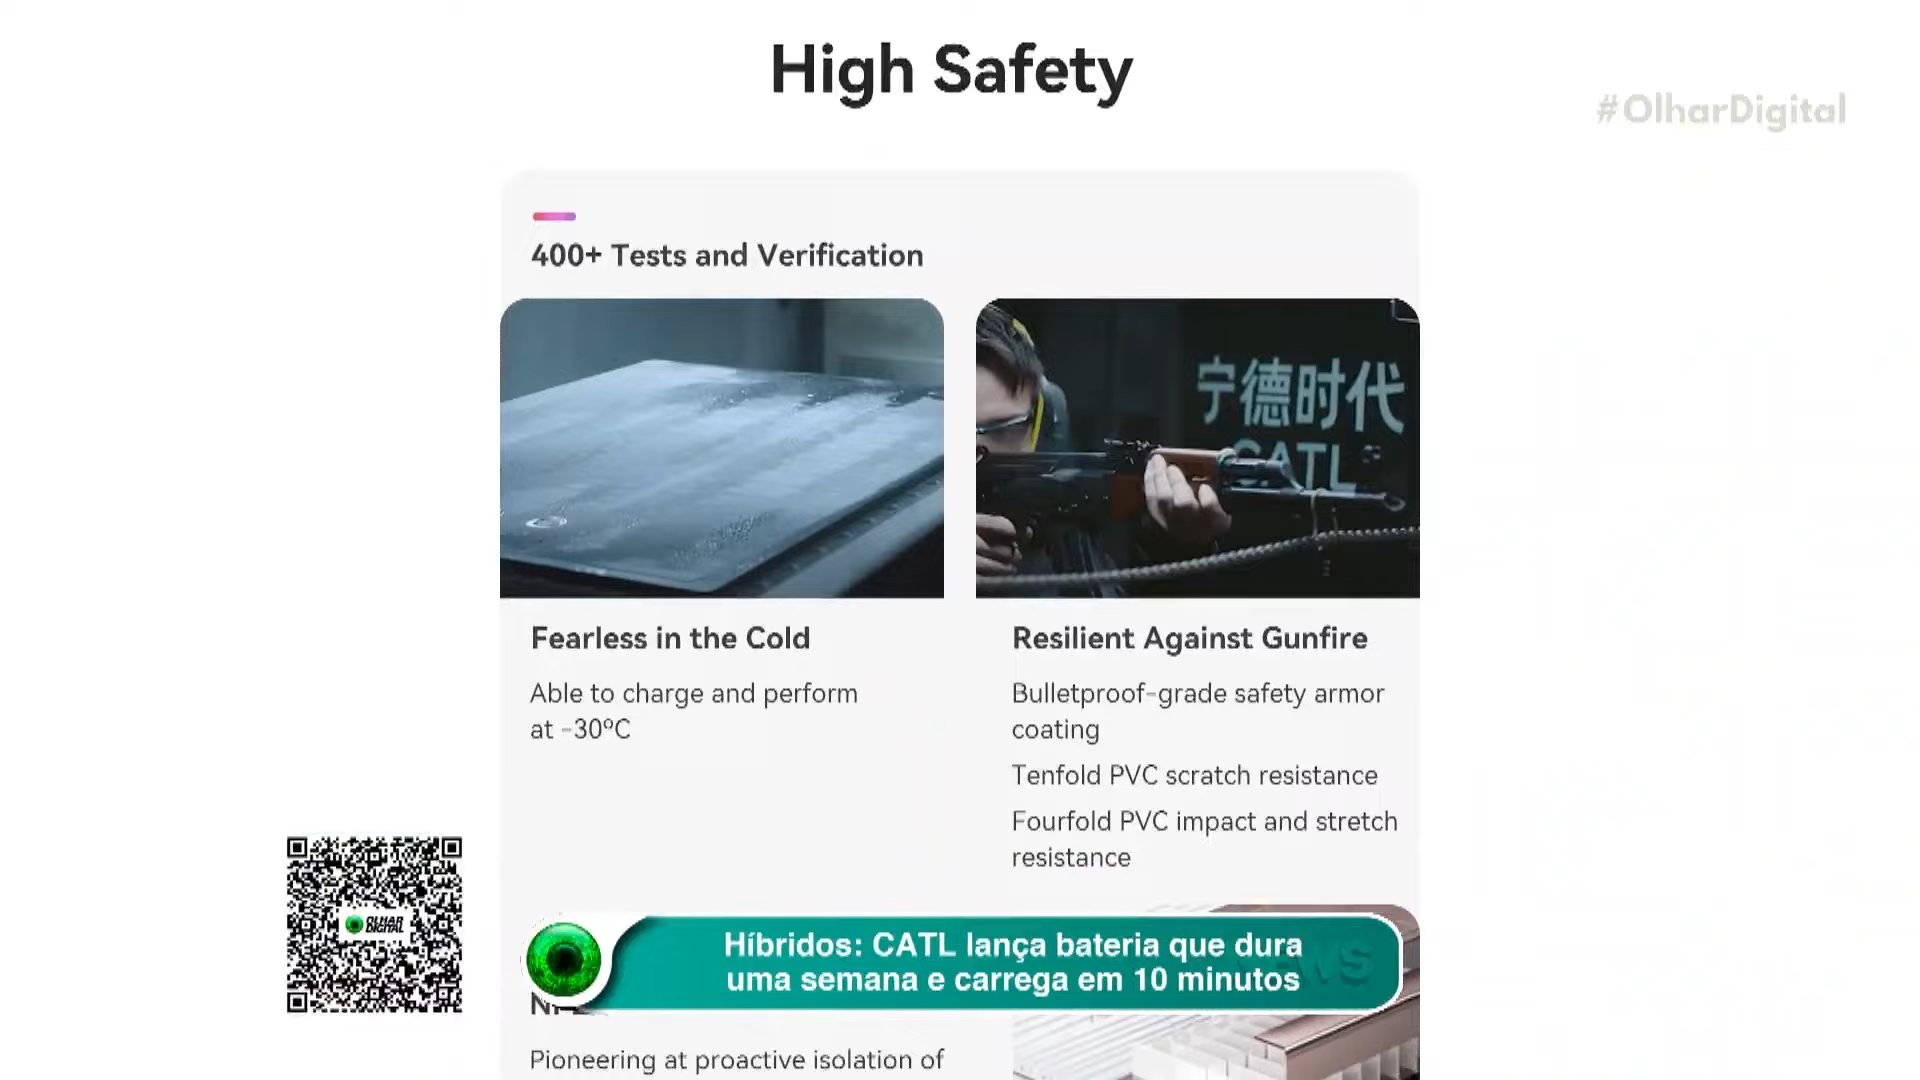 High Safety
#OlharDigital
400+ Tests and Verification
宁德时代
CATL
Fearless in the Cold
Able to charge and perform
at -30°C
Resilient Against Gunfire
Bulletproof-grade safety armor
coating
Tenfold PVC scratch resistance
Fourfold PVC impact and stretch
resistance
OLHAR
DIGITAL
Híbridos: CATL lança bateria que dura
uma semana e carrega em 10 minutos
Pioneering at proactive isolation of